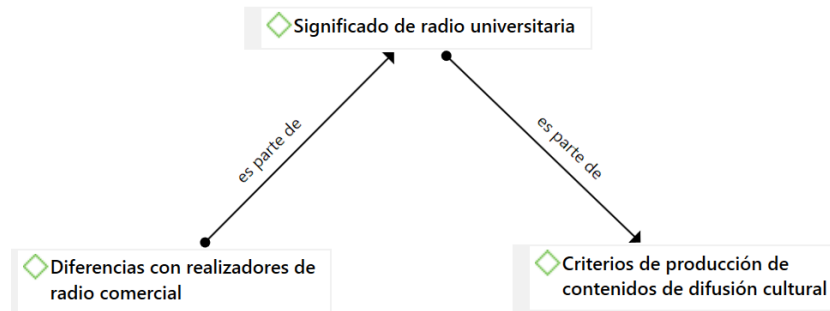 Significado de radio universitaria
es parte de
es parte de
Diferencias con realizadores de
radio comercial
Criterios de producción de
contenidos de difusión cultural